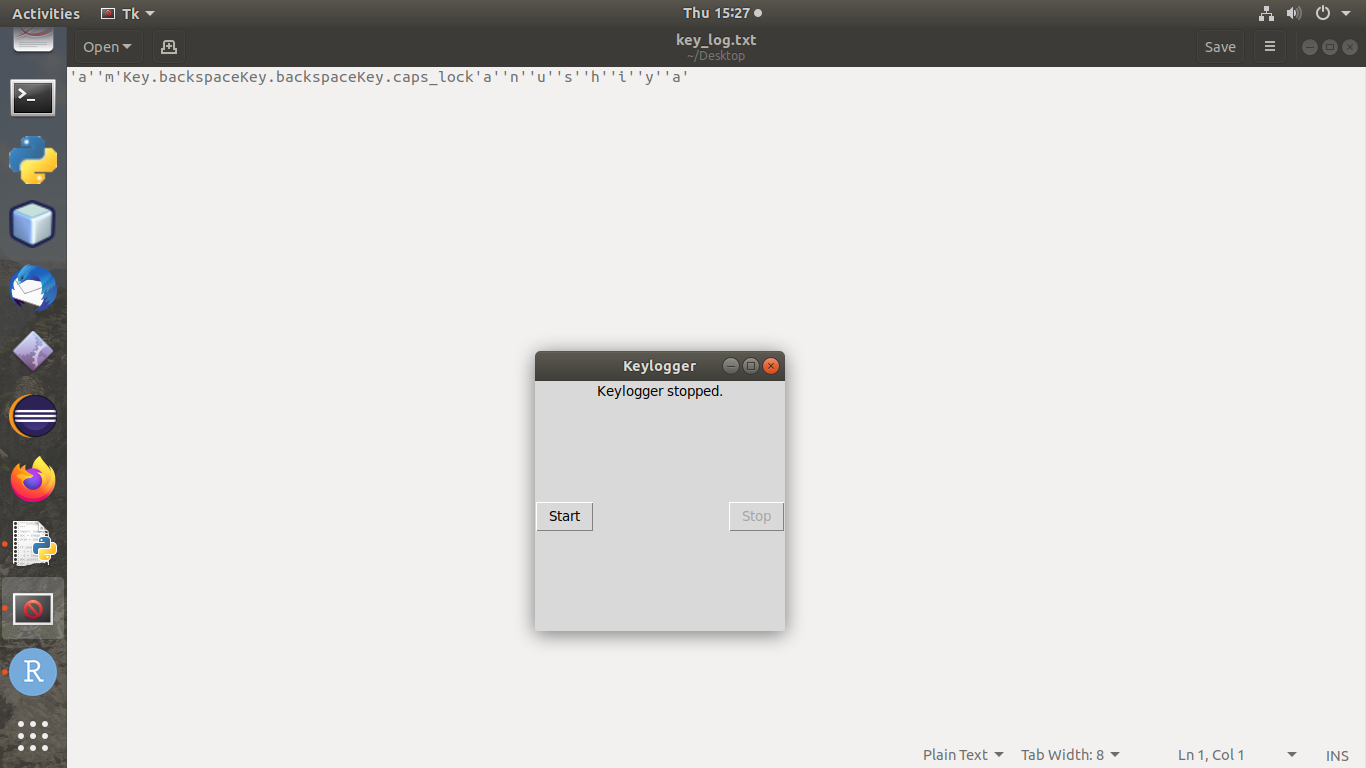 Activities
Tk
Thu 15:27
Open
key_log.txt
~/Desktop
Save
'a''m'Key.backspaceKey.backspaceKey.caps_lock'a''n''u''s''h''i''y''a'
Keylogger
Keylogger stopped.
Start
Stop
R
Plain Text
Tab Width: 8
Ln 1, Col 1
INS